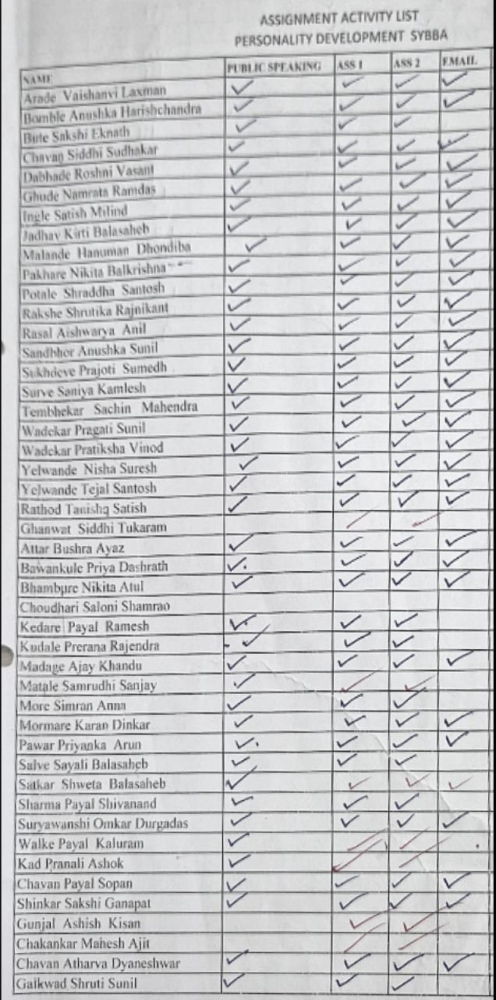 ASSIGNMENT ACTIVITY LIST
PERSONALITY DEVELOPMENT SYBBA
NAME PUBLIC SPEAKING ASS 1 ASS 2 EMAIL
Arade Vaishanvi Laxman ✓ ✓ ✓ ✓
Bomble Anushka Harishchandra ✓ ✓ ✓ ✓
Bute Sakshi Eknath ✓ ✓ ✓
Chavan Siddhi Sudhakar ✓ ✓ ✓ ✓
Dabhade Roshni Vasant ✓ ✓ ✓ ✓
Ghude Namrata Ramdas ✓ ✓ ✓ ✓
Ingle Satish Milind ✓ ✓ ✓ ✓
Jadhav Kirti Balasaheb ✓ ✓ ✓ ✓
Malande Hanuman Dhondiba ✓ ✓ ✓ ✓
Pakhare Nikita Balkrishna ✓ ✓ ✓ ✓
Potale Shraddha Santosh ✓ ✓ ✓ ✓
Rakshe Shrutika Rajnikant ✓ ✓ ✓ ✓
Rasal Aishwarya Anil ✓ ✓ ✓ ✓
Sandbhor Anushka Sunil ✓ ✓ ✓ ✓
Sukhdeve Prajoti Sumedh ✓ ✓ ✓ ✓
Surve Saniya Kamlesh ✓ ✓ ✓ ✓
Tembhekar Sachin Mahendra ✓ ✓ ✓ ✓
Wadekar Pragati Sunil ✓ ✓ ✓ ✓
Wadekar Pratiksha Vinod ✓ ✓ ✓ ✓
Yelwande Nisha Suresh ✓ ✓ ✓ ✓
Yelwande Tejal Santosh ✓ ✓ ✓ ✓
Rathod Tanishq Satish ✓ ✓ ✓ ✓
Ghanwat Siddhi Tukaram ✓ ✓
Attar Bushra Ayaz ✓ ✓ ✓ ✓
Bawankule Priya Dashrath ✓ ✓ ✓ ✓
Bhambure Nikita Atul ✓ ✓ ✓ ✓
Choudhari Saloni Shamrao
Kedare Payal Ramesh ✓ ✓ ✓
Kudale Prerana Rajendra ✓ ✓ ✓
Madage Ajay Khandu ✓ ✓ ✓ ✓
Matale Samrudhi Sanjay ✓ ✓ ✓
More Simran Anna ✓ ✓ ✓
Mormare Karan Dinkar ✓ ✓ ✓ ✓
Pawar Priyanka Arun ✓ ✓ ✓ ✓
Salve Sayali Balasaheb ✓ ✓ ✓
Satkar Shweta Balasaheb ✓ ✓ ✓ ✓
Sharma Payal Shivanand ✓ ✓ ✓
Suryawanshi Omkar Durgadas ✓ ✓ ✓ ✓
Walke Payal Kaluram ✓ ✓ ✓
Kad Pranali Ashok ✓ ✓ ✓
Chavan Payal Sopan ✓ ✓ ✓ ✓
Shinkar Sakshi Ganapat ✓ ✓ ✓ ✓
Gunjal Ashish Kisan ✓ ✓
Chakankar Mahesh Ajit ✓ ✓
Chavan Atharva Dyaneshwar ✓ ✓ ✓ ✓
Gaikwad Shruti Sunil ✓ ✓ ✓